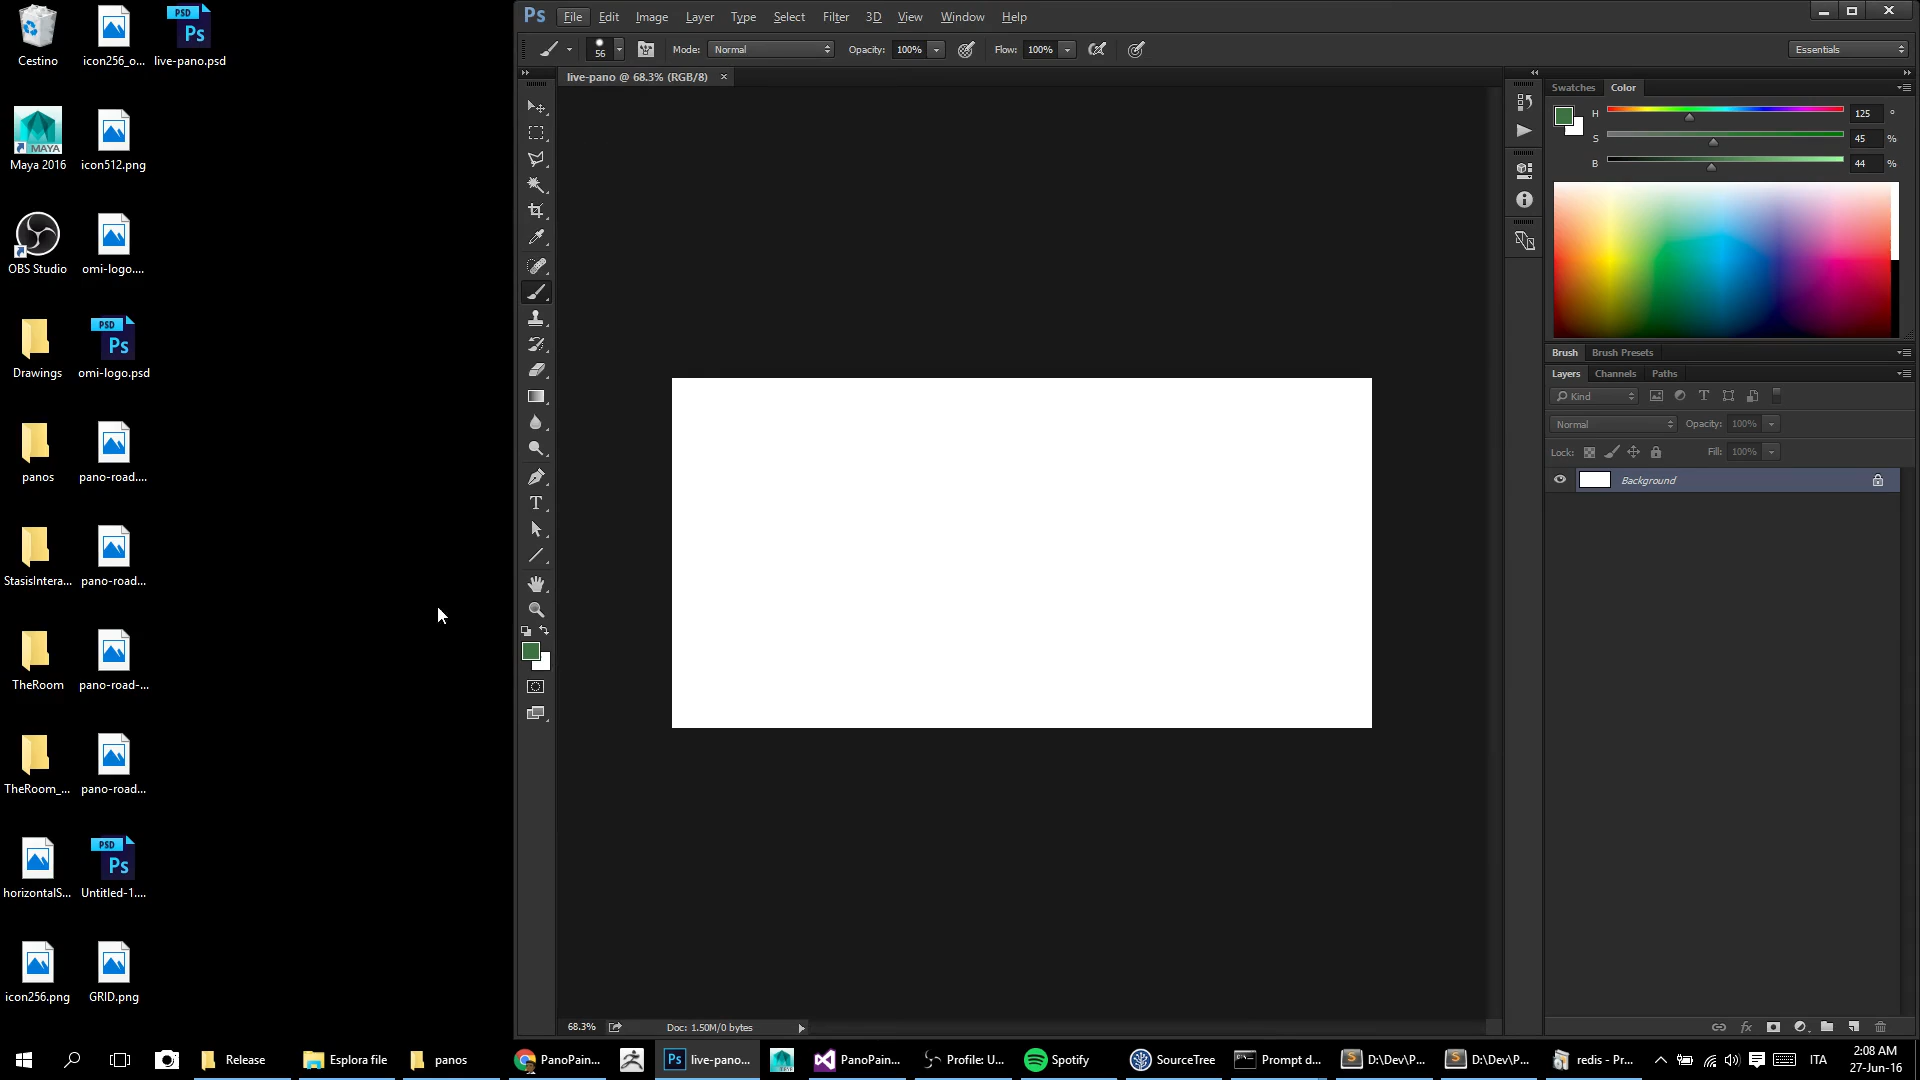 Ps File Edit Image Layer Type Select Filter 3D View Window Help
56 Mode: Normal Opacity: 100% Flow: 100% Essentials
live-pano @ 68.3% (RGB/8)
Swatches Color
H 125 °
S 45 %
B 44 %
Brush Brush Presets
Layers Channels Paths
Kind
Normal Opacity: 100%
Lock: Fill: 100%
Background
68.3% Doc: 1.50M/0 bytes
Cestino icon256_o... live-pano.psd
Maya 2016 icon512.png
OBS Studio omi-logo....
Drawings omi-logo.psd
panos pano-road....
StasisIntera... pano-road...
TheRoom pano-road-...
TheRoom_... pano-road...
horizontalS... Untitled-1....
icon256.png GRID.png
Release Esplora file panos PanoPain... live-pano... PanoPain... Profile: U... Spotify SourceTree Prompt d... D:\Dev\P... D:\Dev\P... redis - Pr... ITA 2:08 AM
27-Jun-16